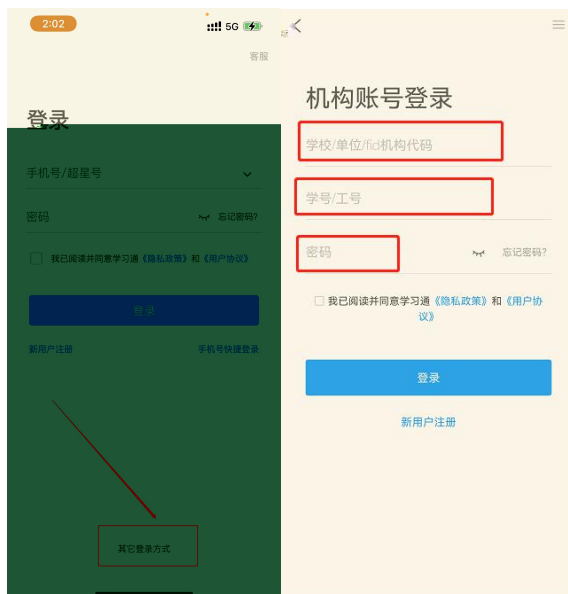 2:02
5G
客服
登录
手机号/超星号
密码
忘记密码?
我已阅读并同意学习通《隐私政策》和《用户协议》
登录
新用户注册
手机号快捷登录
其它登录方式
机构账号登录
学校/单位/fid机构代码
学号/工号
密码
忘记密码?
我已阅读并同意学习通《隐私政策》和《用户协
议》
登录
新用户注册